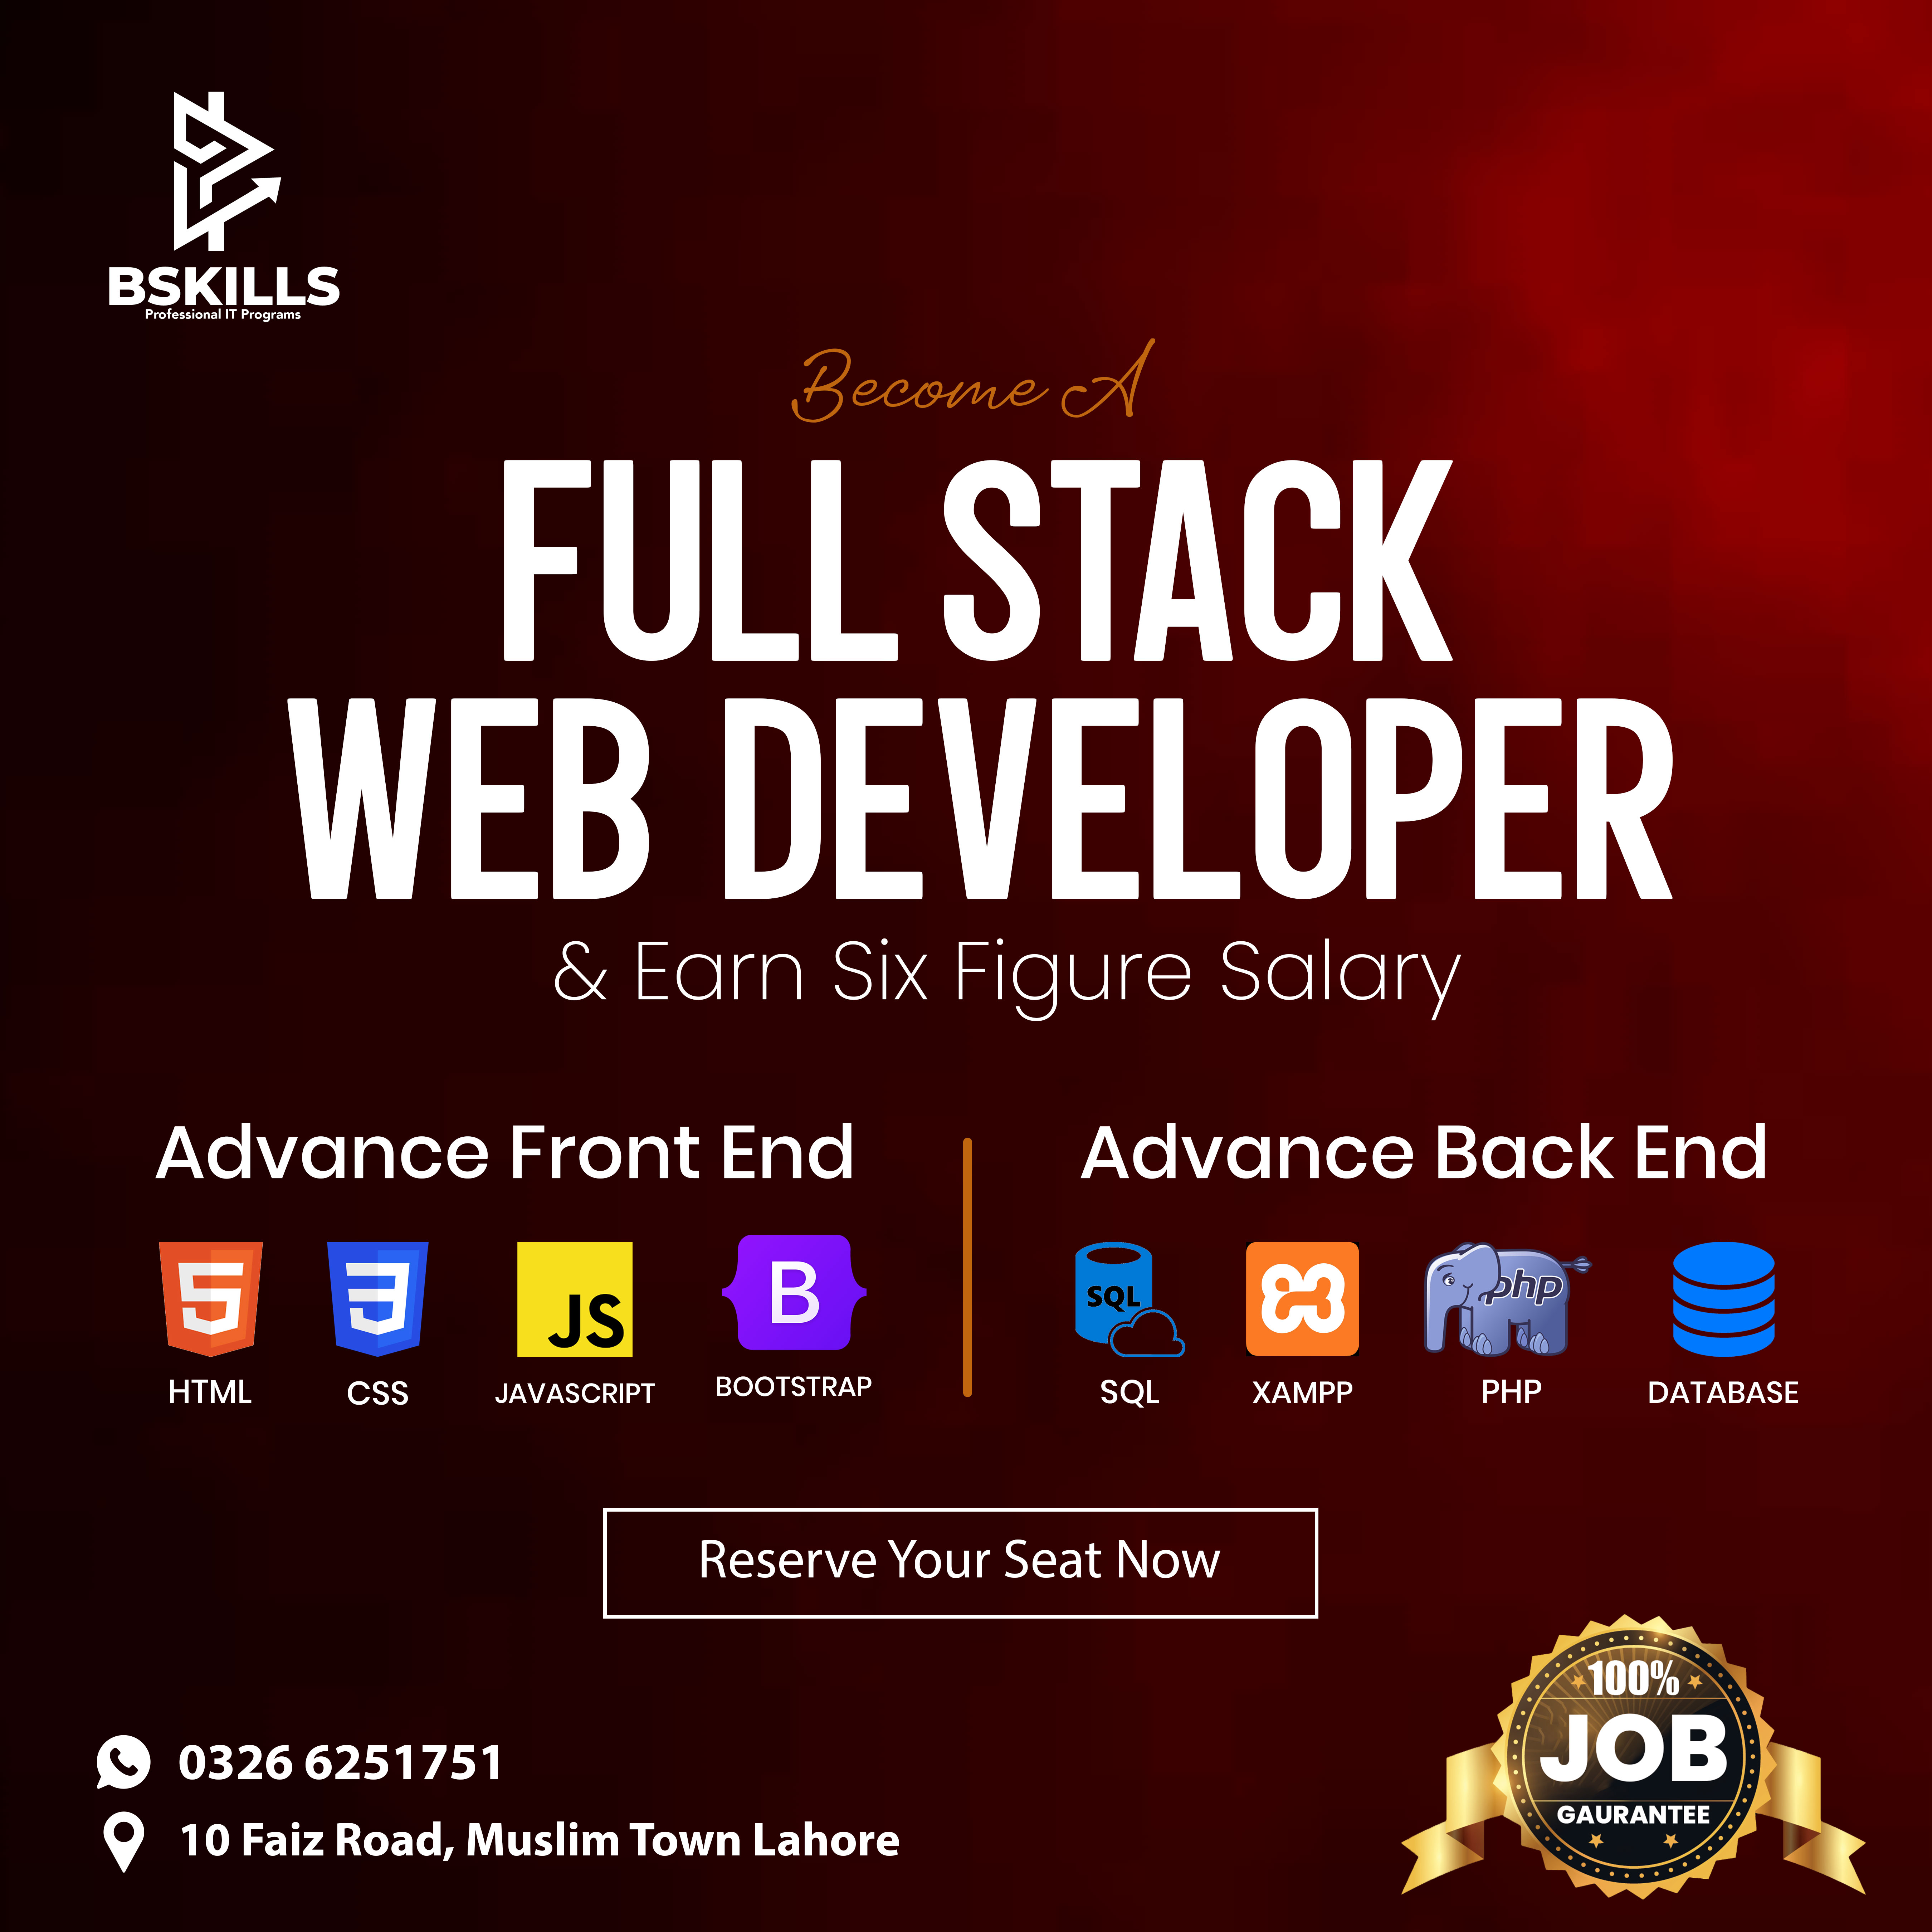 BSKILLS
Professional IT Programs
Become A
FULL STACK
WEB DEVELOPER
& Earn Six Figure Salary
Advance Front End
HTML
CSS
JS
JAVASCRIPT
B
BOOTSTRAP
Advance Back End
SQL
SQL
XAMPP
php
PHP
DATABASE
Reserve Your Seat Now
0326 6251751
10 Faiz Road, Muslim Town Lahore
100%
JOB
GAURANTEE